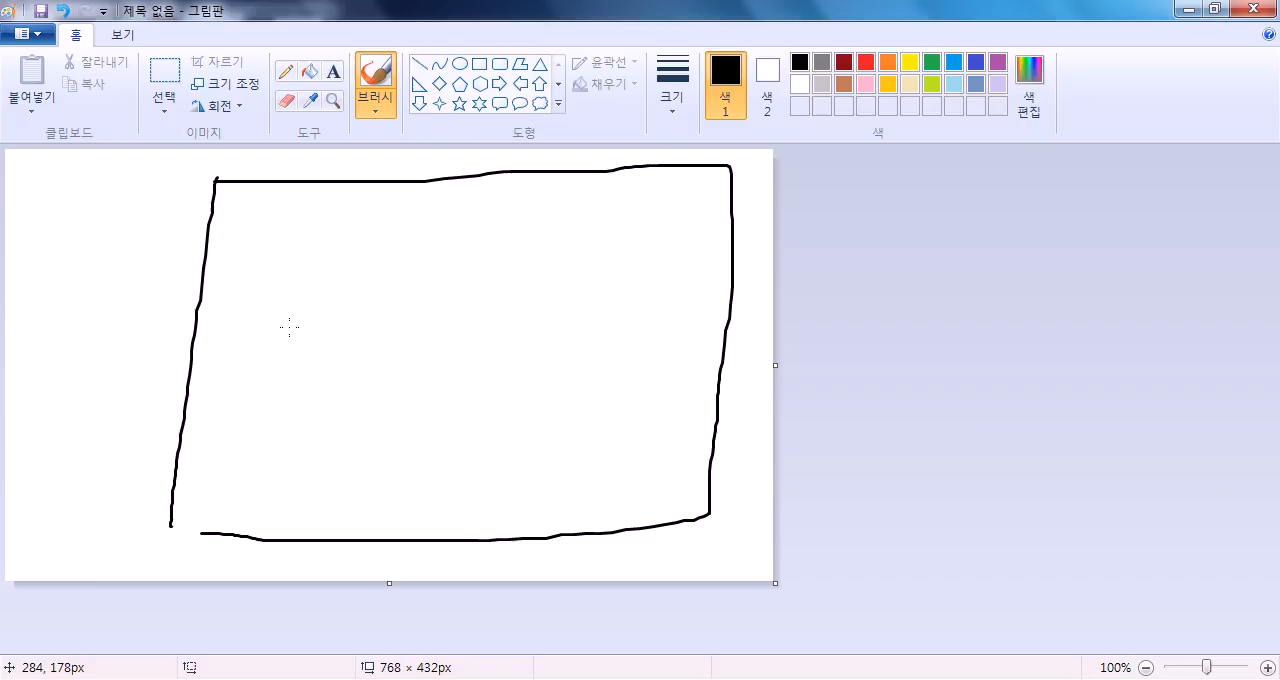 제목 없음 - 그림판
홈 보기
붙여넣기
잘라내기
복사
클립보드
선택
자르기
크기 조정
회전
이미지
A
도구
브러시
윤곽선
채우기
도형
크기
색
1
색
2
색
편집
색
284, 178px
768 × 432px
100%